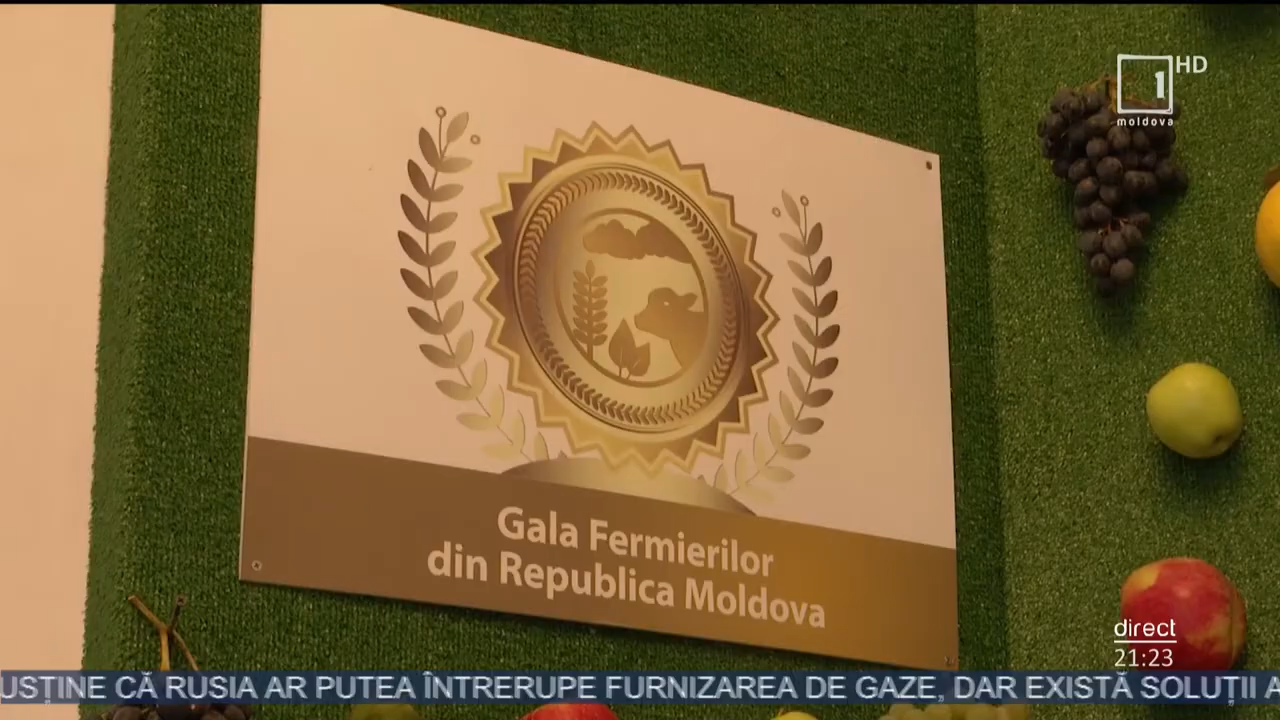 1 HD
moldova
Gala Fermierilor
din Republica Moldova
direct
21:23
USȚINE CĂ RUSIA AR PUTEA ÎNTRERUPE FURNIZAREA DE GAZE, DAR EXISTĂ SOLUȚII A